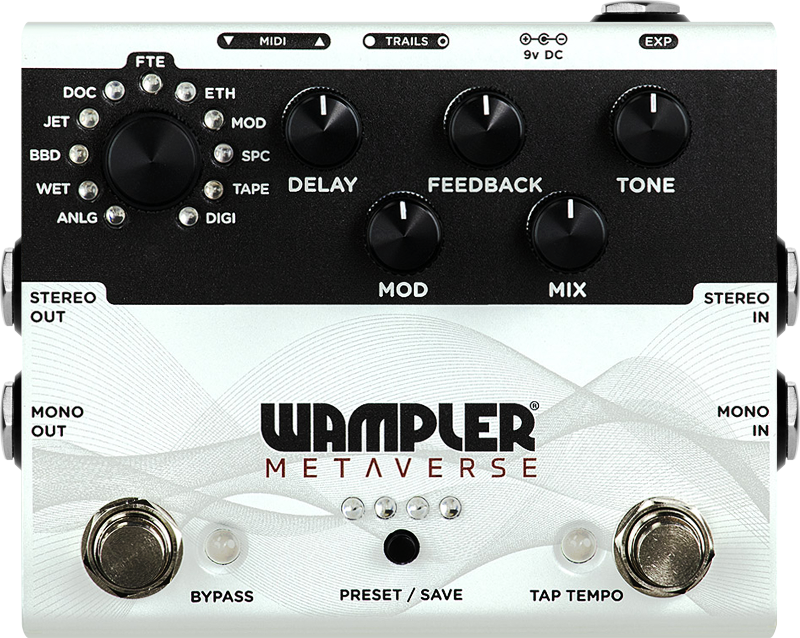 MIDI
TRAILS
9v DC
EXP
FTE
DOC
ETH
JET
MOD
BBD
SPC
WET
TAPE
ANLG
DIGI
DELAY
FEEDBACK
TONE
MOD
MIX
STEREO
OUT
STEREO
IN
MONO
OUT
MONO
IN
WAMPLER®
METΛVERSE
BYPASS
PRESET / SAVE
TAP TEMPO